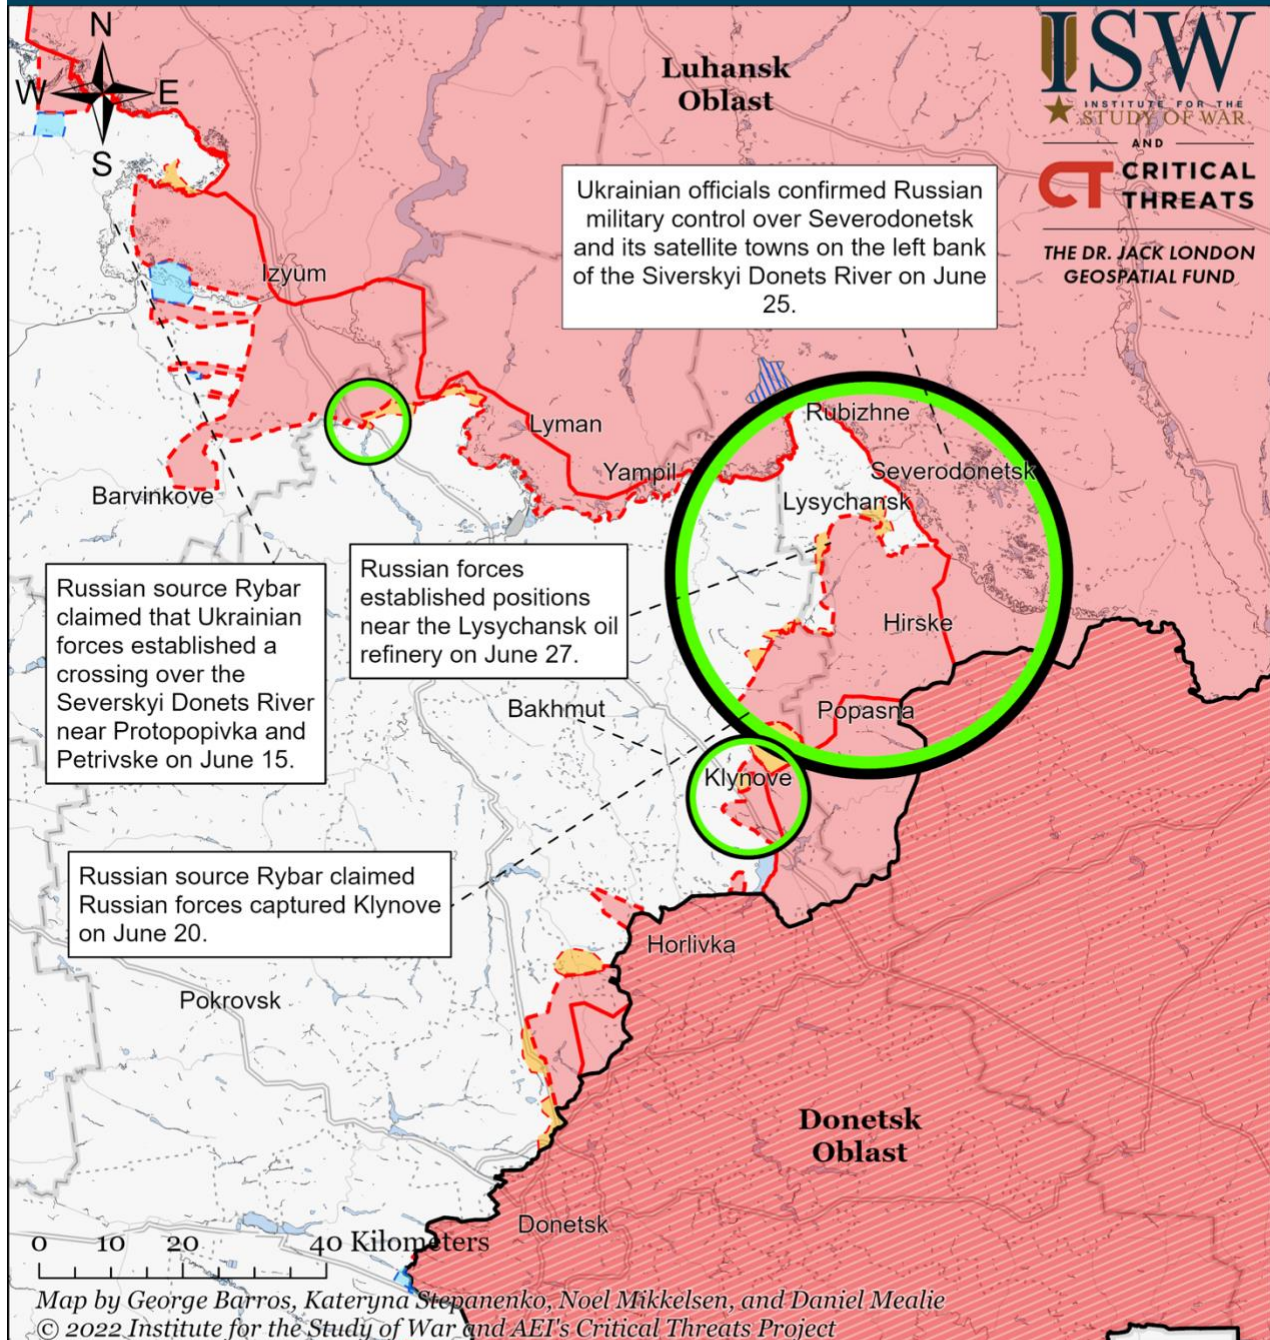 N
W
E
S
Luhansk
Oblast
ISW
INSTITUTE FOR THE
STUDY OF WAR
AND
CT CRITICAL
THREATS
THE DR. JACK LONDON
GEOSPATIAL FUND
Ukrainian officials confirmed Russian
military control over Severodonetsk
and its satellite towns on the left bank
of the Siverskyi Donets River on June
25.
Izyum
Rubizhne
Lyman
Yampil
Severodonetsk
Lysychansk
Barvinkove
Russian source Rybar
claimed that Ukrainian
forces established a
crossing over the
Severskyi Donets River
near Protopopivka and
Petrivske on June 15.
Russian forces
established positions
near the Lysychansk oil
refinery on June 27.
Hirske
Bakhmut
Popasna
Klynove
Russian source Rybar claimed
Russian forces captured Klynove
on June 20.
Horlivka
Pokrovsk
Donetsk
Oblast
Donetsk
0 10 20 40 Kilometers
Map by George Barros, Kateryna Stepanenko, Noel Mikkelsen, and Daniel Mealie
© 2022 Institute for the Study of War and AEI's Critical Threats Project